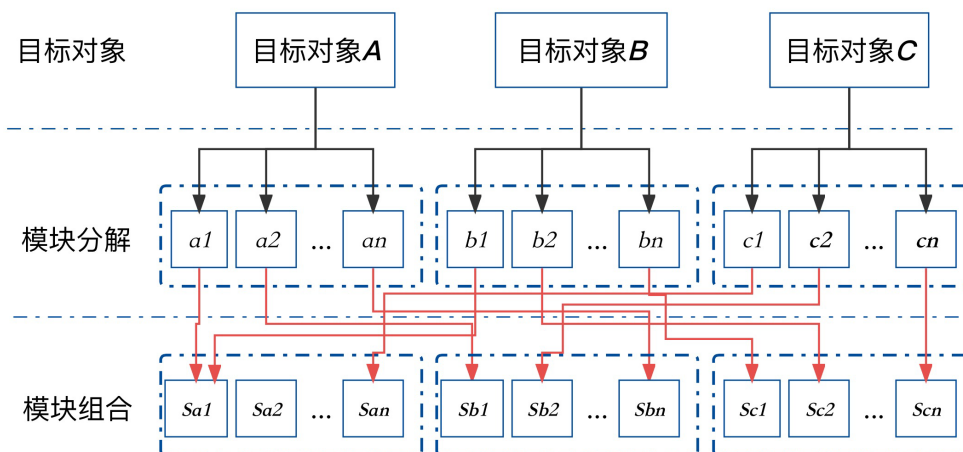 目标对象 目标对象A 目标对象B 目标对象C
模块分解 a1 a2 ... an b1 b2 ... bn c1 c2 ... cn
模块组合 Sa1 Sa2 ... San Sb1 Sb2 ... Sbn Sc1 Sc2 ... Scn